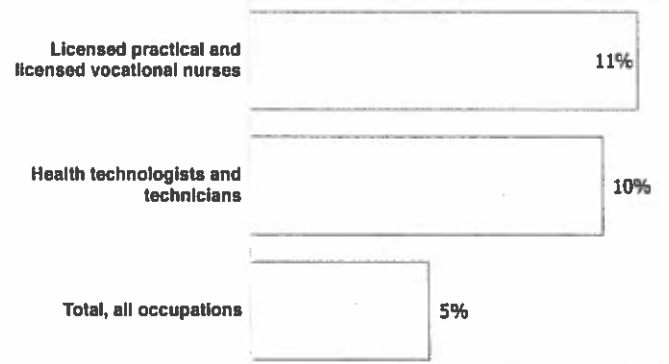 Licensed practical and
licensed vocational nurses
11%
Health technologists and
technicians
10%
Total, all occupations
5%